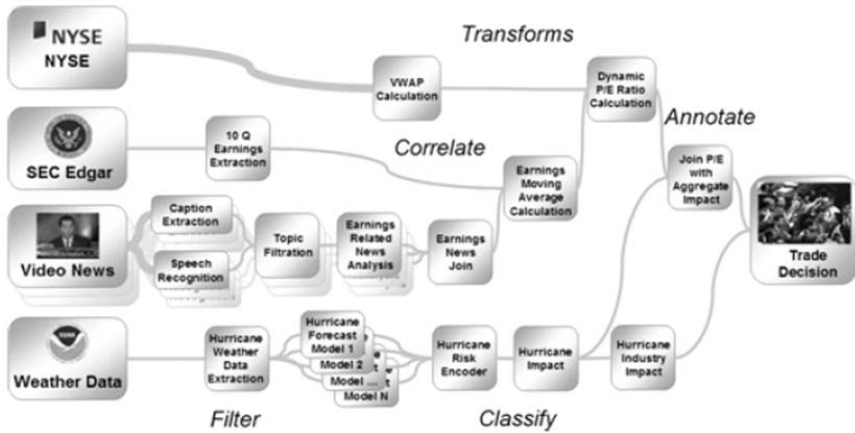 NYSE
NYSE
Transforms
VWAP
Calculation
Dynamic
P/E Ratio
Calculation
Annotate
SEC Edgar
10 Q
Earnings
Extraction
Correlate
Earnings
Moving
Average
Calculation
Join P/E
with
Aggregate
Impact
Video News
Caption
Extraction
Speech
Recognition
Topic
Filtration
Earnings
Related
News
Analysis
Earnings
News
Join
Trade
Decision
Weather Data
Hurricane
Weather
Data
Extraction
Hurricane
Forecast
Model 1
Model 2
Model ...
Model N
Hurricane
Risk
Encoder
Hurricane
Impact
Hurricane
Industry
Impact
Filter
Classify